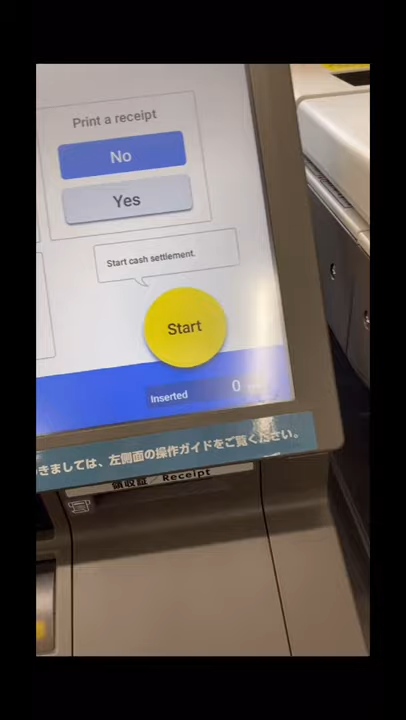 Print a receipt
No
Yes
Start cash settlement.
Start
Inserted 0
きましては、左側面の操作ガイドをご覧ください。
領収証 / Receipt